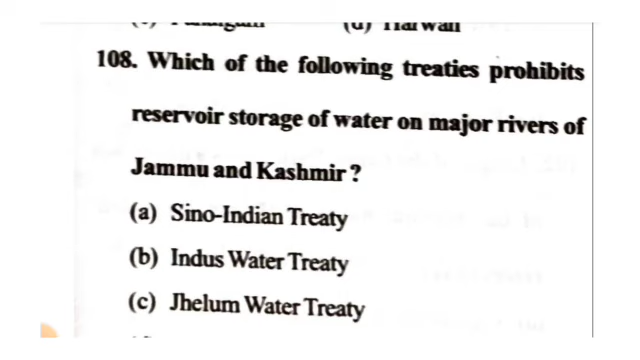 (d) Harwan
108. Which of the following treaties prohibits
reservoir storage of water on major rivers of
Jammu and Kashmir ?
(a) Sino-Indian Treaty
(b) Indus Water Treaty
(c) Jhelum Water Treaty